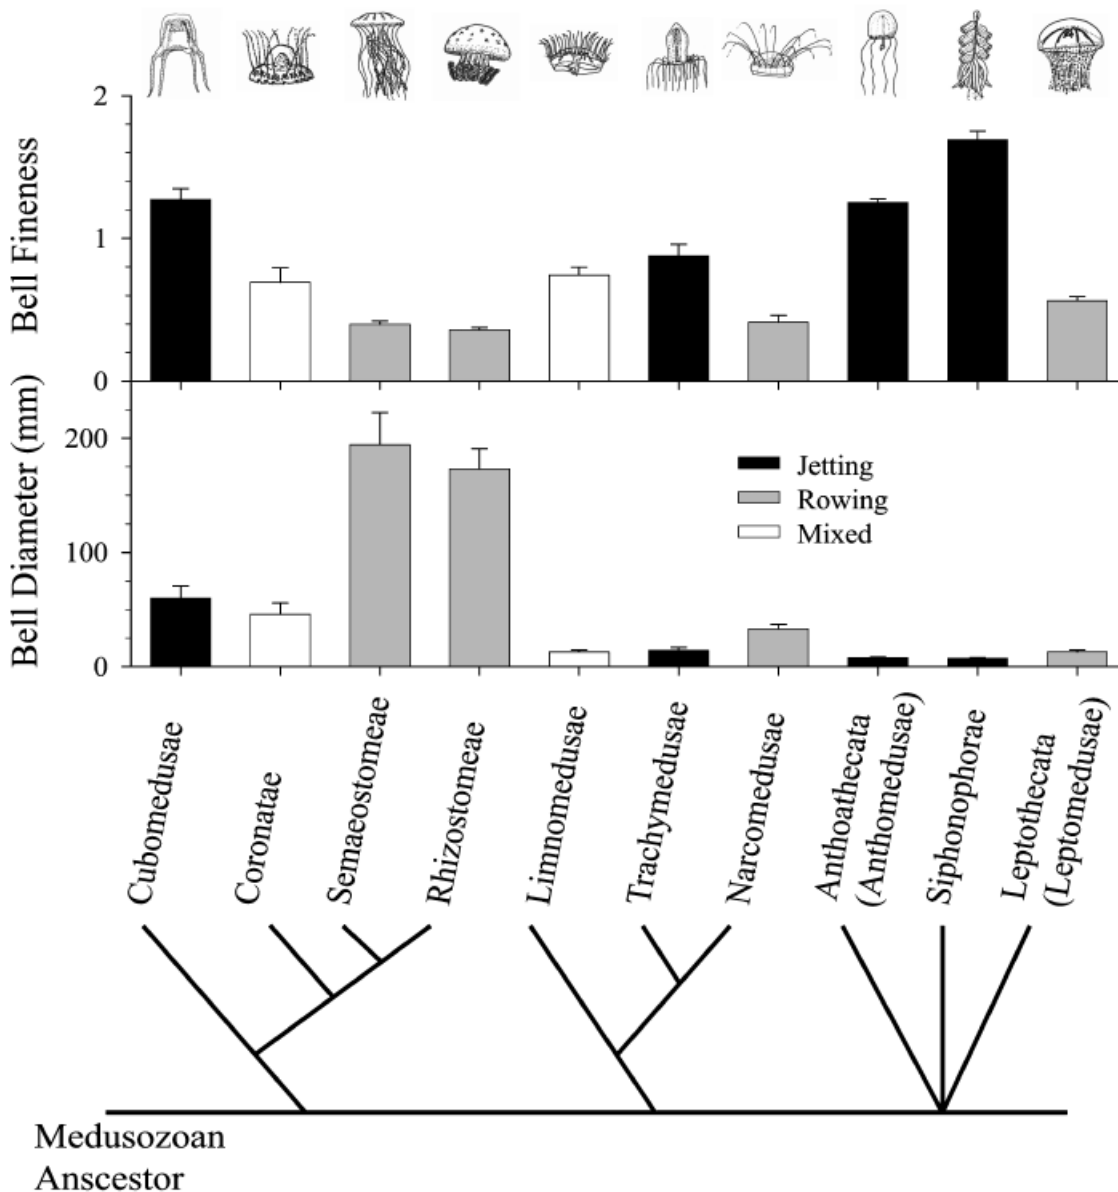 2
Bell Fineness
1
0
Bell Diameter (mm)
200
100
0
Jetting
Rowing
Mixed
Cubomedusae
Coronatae
Semaeostomeae
Rhizostomeae
Limnomedusae
Trachymedusae
Narcomedusae
Anthoathecata
(Anthomedusae)
Siphonophorae
Leptothecata
(Leptomedusae)
Medusozoan
Anscestor